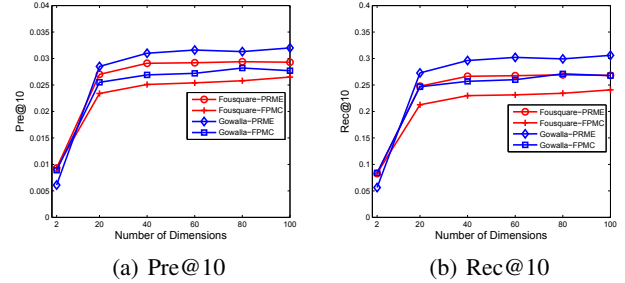 0.04
0.035
0.03
0.025
0.02
0.015
0.01
0.005
0
Pre@10
2 20 40 60 80 100
Number of Dimensions
Fousquare-PRME
Fousquare-FPMC
Gowalla-PRME
Gowalla-FPMC
(a) Pre@10
0.4
0.35
0.3
0.25
0.2
0.15
0.1
0.05
0
Rec@10
2 20 40 60 80 100
Number of Dimensions
Fousquare-PRME
Fousquare-FPMC
Gowalla-PRME
Gowalla-FPMC
(b) Rec@10